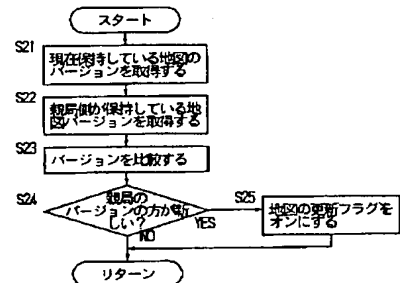 スタート
S21
現在保持している地図の
バージョンを取得する
S22
親局側が保持している地
図バージョンを取得する
S23
バージョンを比較する
S24
親局の
バージョンの方が新
しい?
YES
NO
S25
地図の更新フラグを
オンにする
リターン